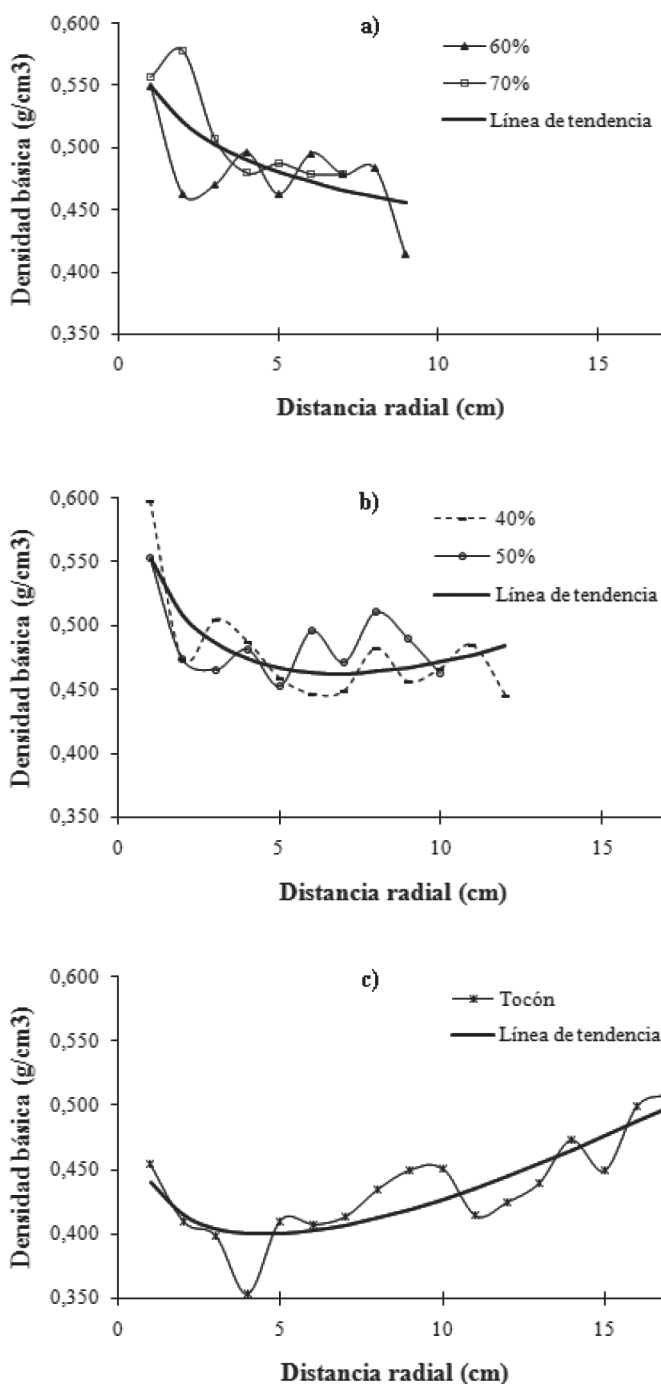 a)
0,600
0,550
0,500
0,450
0,400
0,350
Densidad básica (g/cm3)
60%
70%
Línea de tendencia
0
5
10
15
Distancia radial (cm)
b)
0,600
0,550
0,500
0,450
0,400
0,350
Densidad básica (g/cm3)
40%
50%
Línea de tendencia
0
5
10
15
Distancia radial (cm)
c)
0,600
0,550
0,500
0,450
0,400
0,350
Densidad básica (g/cm3)
Tocón
Línea de tendencia
0
5
10
15
Distancia radial (cm)